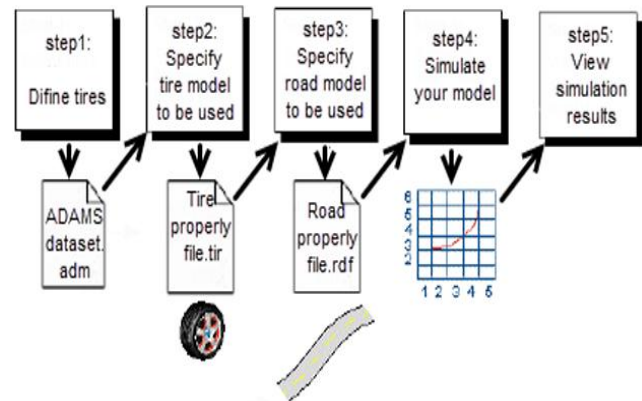 step1:
Difine tires
step2:
Specify
tire model
to be used
step3:
Specify
road model
to be used
step4:
Simulate
your model
step5:
View
simulation
results
ADAMS
dataset.
adm
Tire
properly
file.tir
Road
properly
file.rdf
6
5
4
3
2
1 2 3 4 5